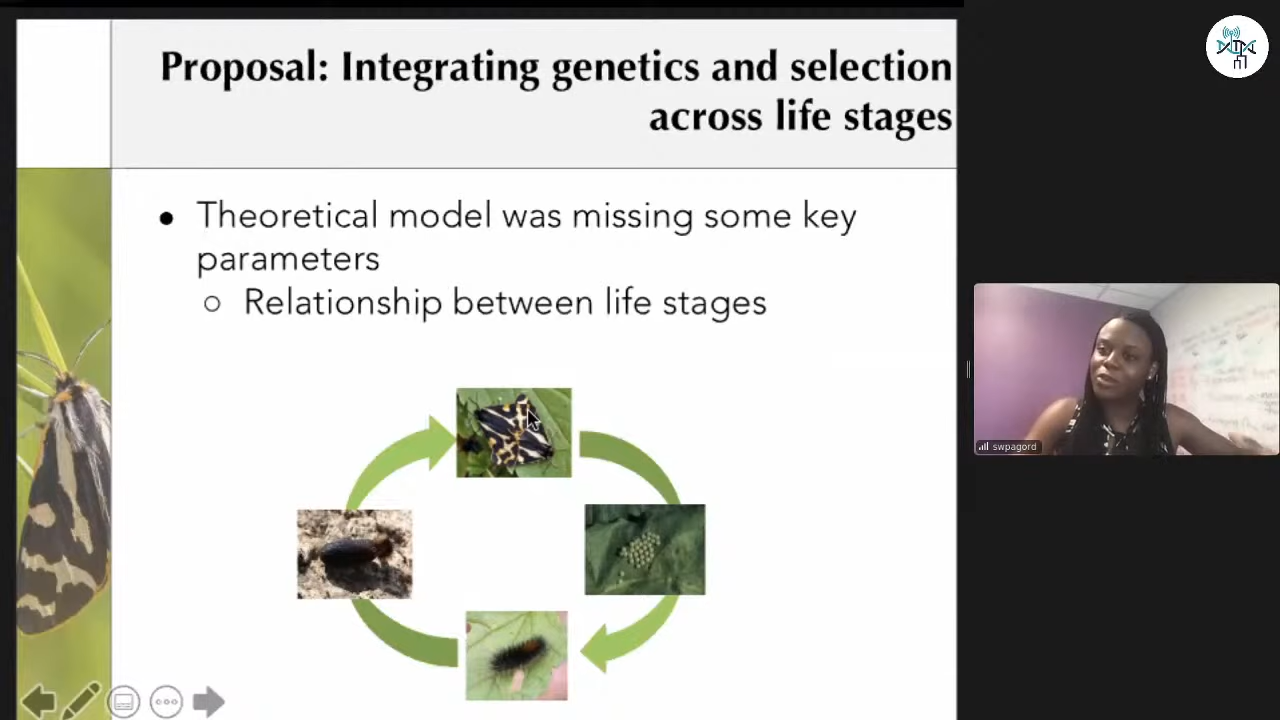 Proposal: Integrating genetics and selection
across life stages
● Theoretical model was missing some key
parameters
○ Relationship between life stages
swpagord